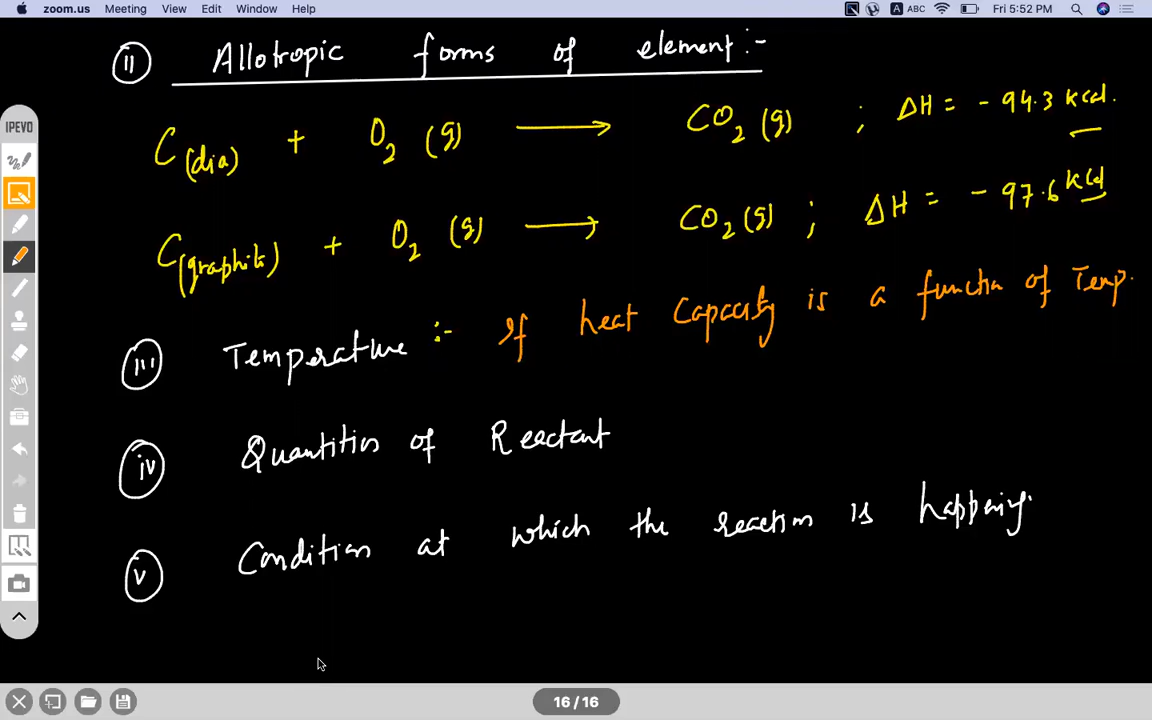 zoom.us Meeting View Edit Window Help A ABC Fri 5:52 PM
ii Allotropic forms of element :-
C(dia) + O2 (g) → CO2 (g) ; ΔH = - 94.3 kcal.
C(graphite) + O2 (g) → CO2(g) ; ΔH = - 97.6 kcal
iii Temperature :- If heat Capacity is a function of Temp.
iv Quantities of Reactant
v Condition at which the reaction is happening.
IPEVO
16 / 16